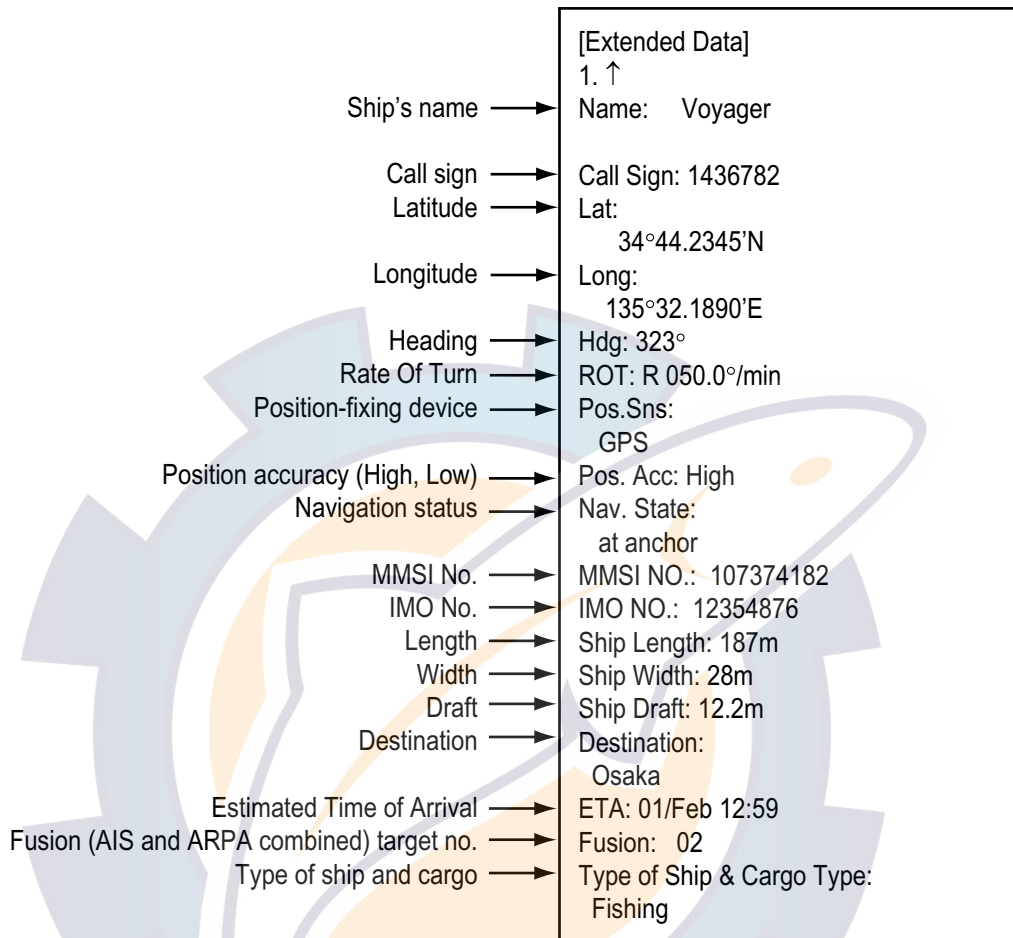 [Extended Data]
1. ↑
Ship’s name Name: Voyager
Call sign Call Sign: 1436782
Latitude Lat:
34°44.2345’N
Longitude Long:
135°32.1890’E
Heading Hdg: 323°
Rate Of Turn ROT: R 050.0°/min
Position-fixing device Pos.Sns:
GPS
Position accuracy (High, Low) Pos. Acc: High
Navigation status Nav. State:
at anchor
MMSI No. MMSI NO.: 107374182
IMO No. IMO NO.: 12354876
Length Ship Length: 187m
Width Ship Width: 28m
Draft Ship Draft: 12.2m
Destination Destination:
Osaka
Estimated Time of Arrival ETA: 01/Feb 12:59
Fusion (AIS and ARPA combined) target no. Fusion: 02
Type of ship and cargo Type of Ship & Cargo Type:
Fishing